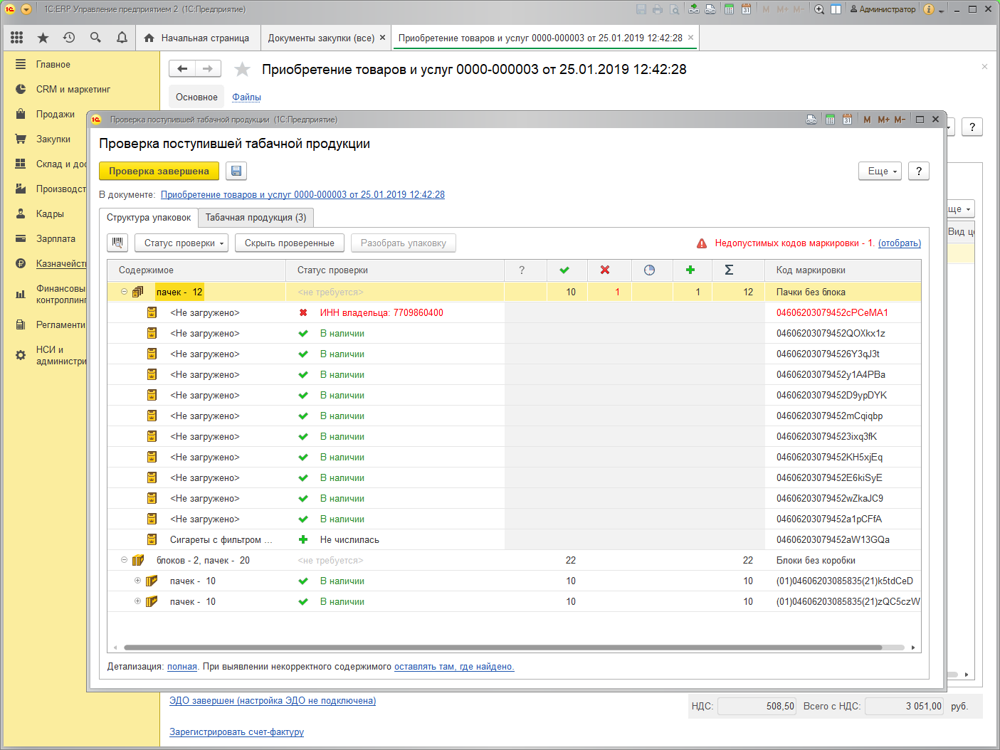 1С:ERP Управление предприятием 2 (1С:Предприятие)
M M+ M- Администратор
Начальная страница
Документы закупки (все) ×
Приобретение товаров и услуг 0000-000003 от 25.01.2019 12:42:28 ×
Главное
CRM и маркетинг
Продажи
Закупки
Склад и дос
Производст
Кадры
Зарплата
Казначейсть
Финансовый
контроллинг
Регламенти
НСИ и
администри
Приобретение товаров и услуг 0000-000003 от 25.01.2019 12:42:28
Основное Файлы
?
ще
Вид це
Проверка поступившей табачной продукции (1С:Предприятие)
31 M M+ M-
Проверка поступившей табачной продукции
Проверка завершена
Еще ?
В документе: Приобретение товаров и услуг 0000-000003 от 25.01.2019 12:42:28
Структура упаковок Табачная продукция (3)
Статус проверки Скрыть проверенные Разобрать упаковку
Недопустимых кодов маркировки - 1. (отобрать)
Содержимое Статус проверки ? Σ Код маркировки
пачек - 12 <не требуется> 10 1 1 12 Пачки без блока
<Не загружено> ИНН владельца: 7709860400 04606203079452cPCeMA1
<Не загружено> В наличии 04606203079452QOXkx1z
<Не загружено> В наличии 046062030794526Y3qJ3t
<Не загружено> В наличии 04606203079452y1A4PBa
<Не загружено> В наличии 04606203079452D9ypDYK
<Не загружено> В наличии 04606203079452mCqiqbp
<Не загружено> В наличии 046062030794523ixq3fK
<Не загружено> В наличии 04606203079452KH5xjEq
<Не загружено> В наличии 04606203079452E6kiSyE
<Не загружено> В наличии 04606203079452wZkaJC9
<Не загружено> В наличии 04606203079452a1pCFfA
Сигареты с фильтром ... Не числилась 04606203079452aW13GQa
блоков - 2, пачек - 20 <не требуется> 22 22 Блоки без коробки
пачек - 10 В наличии 10 10 (01)04606203085835(21)k5tdCeD
пачек - 10 В наличии 10 10 (01)04606203085835(21)zQC5czW
Детализация: полная. При выявлении некорректного содержимого оставлять там, где найдено.
ЭДО завершен (настройка ЭДО не подключена)
НДС: 508,50 Всего с НДС: 3 051,00 руб.
Зарегистрировать счет-фактуру